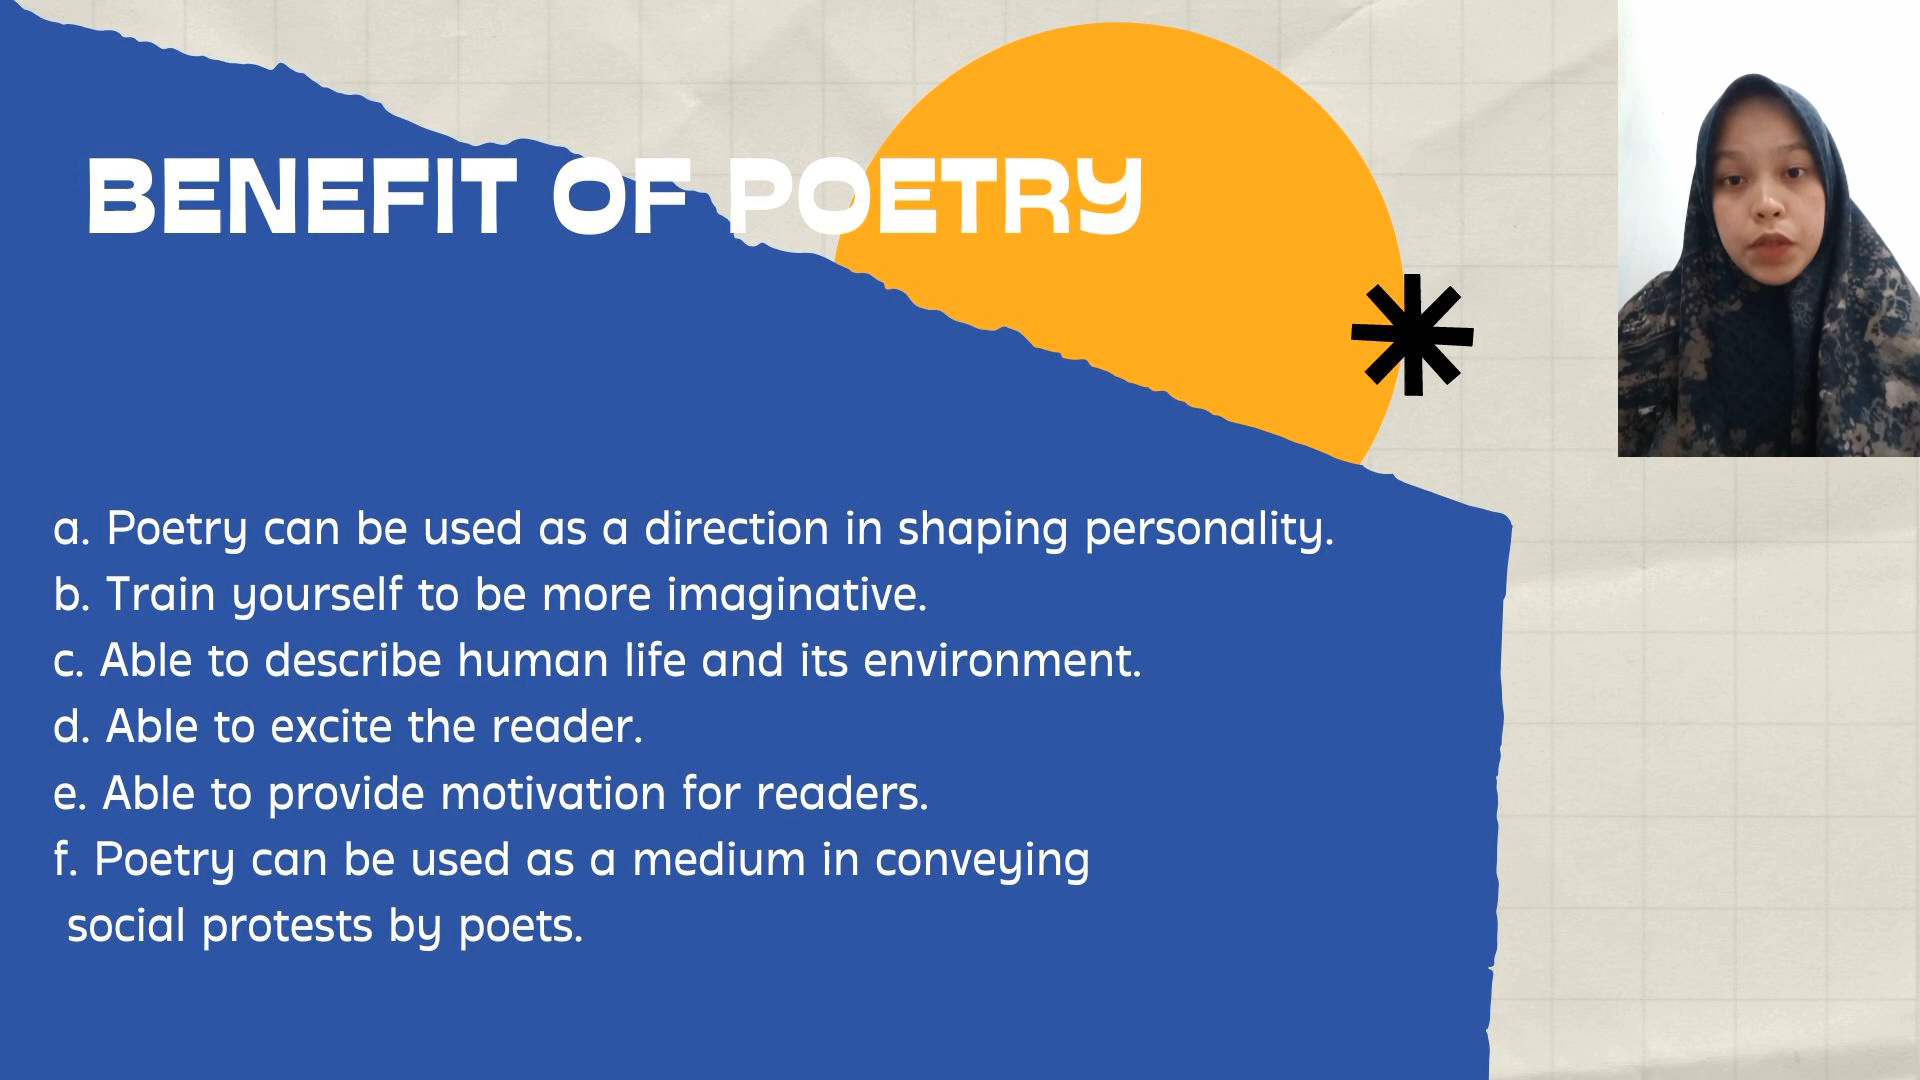 BENEFIT OF POETRY
a. Poetry can be used as a direction in shaping personality.
b. Train yourself to be more imaginative.
c. Able to describe human life and its environment.
d. Able to excite the reader.
e. Able to provide motivation for readers.
f. Poetry can be used as a medium in conveying
social protests by poets.